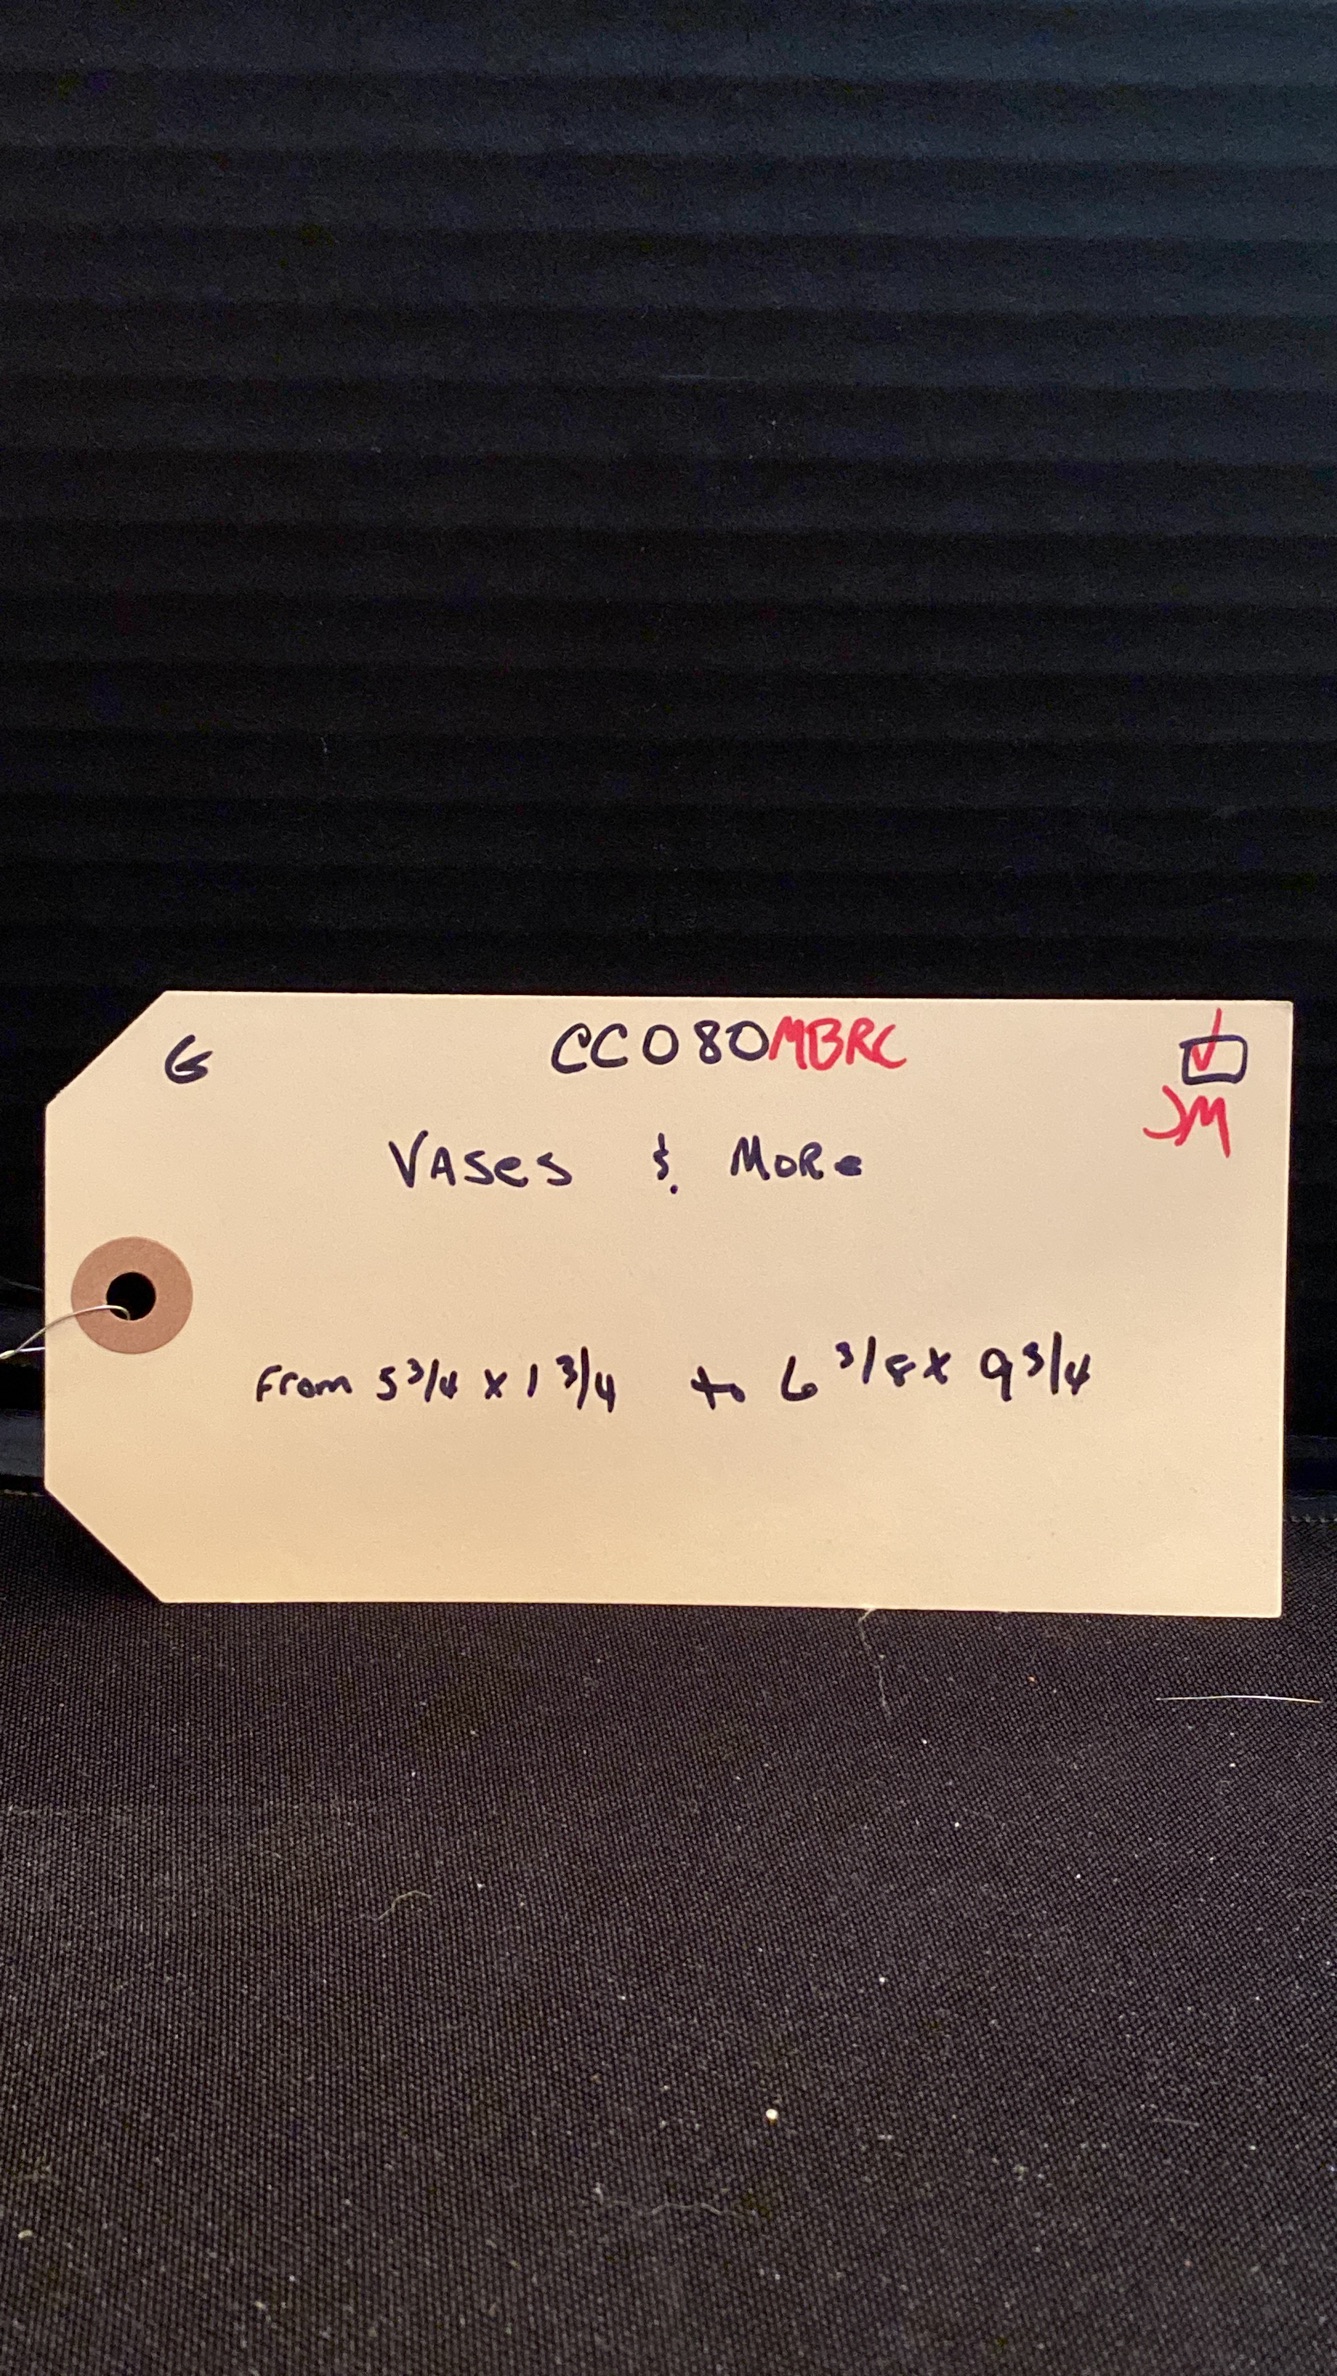 G CC080MBRC ✓
JM
VASes & MoRe
From 5 3/4 x 1 3/4 to 6 3/8 x 9 3/4